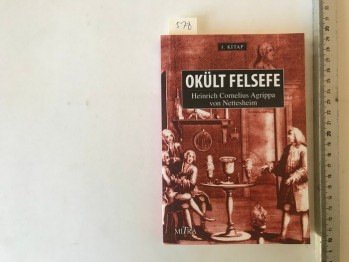 578
1. KİTAP
OKÜLT FELSEFE
Heinrich Cornelius Agrippa
von Nettesheim
MİTRA